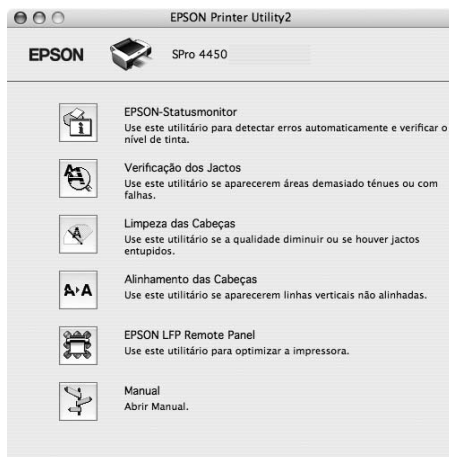 EPSON Printer Utility2
EPSON
SPro 4450
EPSON-Statusmonitor
Use este utilitário para detectar erros automaticamente e verificar o
nível de tinta.
Verificação dos Jactos
Use este utilitário se aparecerem áreas demasiado ténues ou com
falhas.
Limpeza das Cabeças
Use este utilitário se a qualidade diminuir ou se houver jactos
entupidos.
Alinhamento das Cabeças
Use este utilitário se aparecerem linhas verticais não alinhadas.
EPSON LFP Remote Panel
Use este utilitário para optimizar a impressora.
Manual
Abrir Manual.